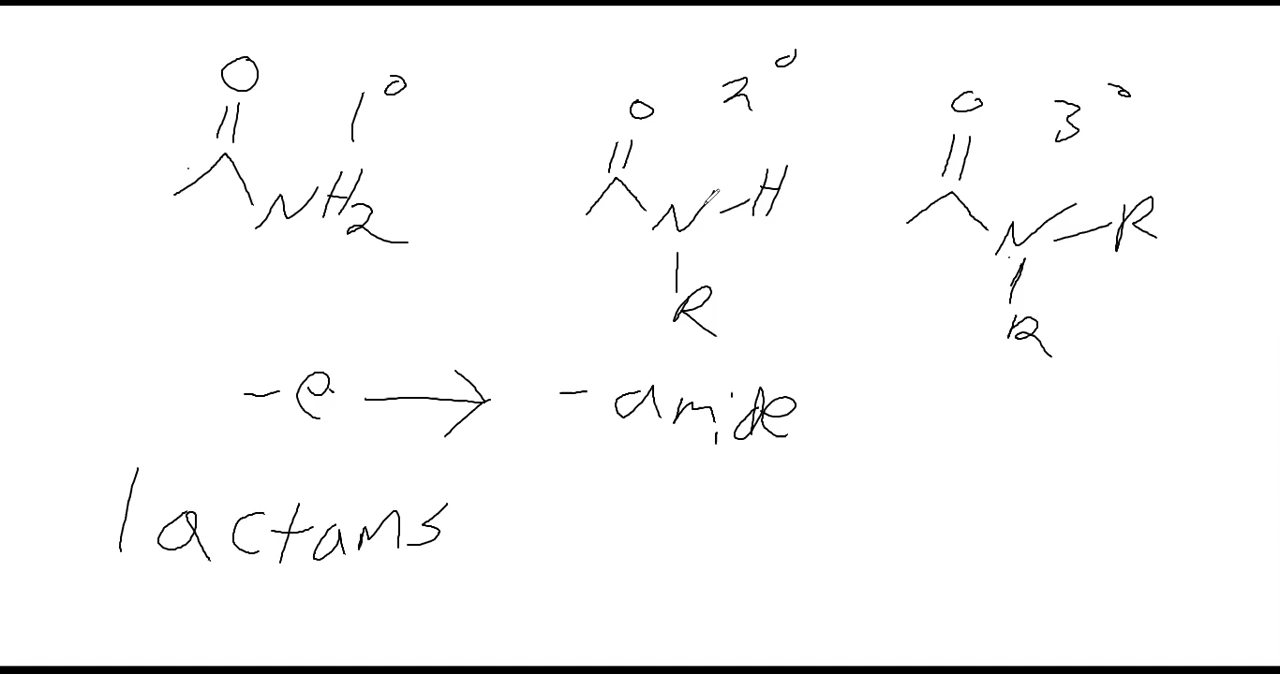 O 1° O 2° O 3°
NH2 N-H N-R
R R
-e → -amide
lactams